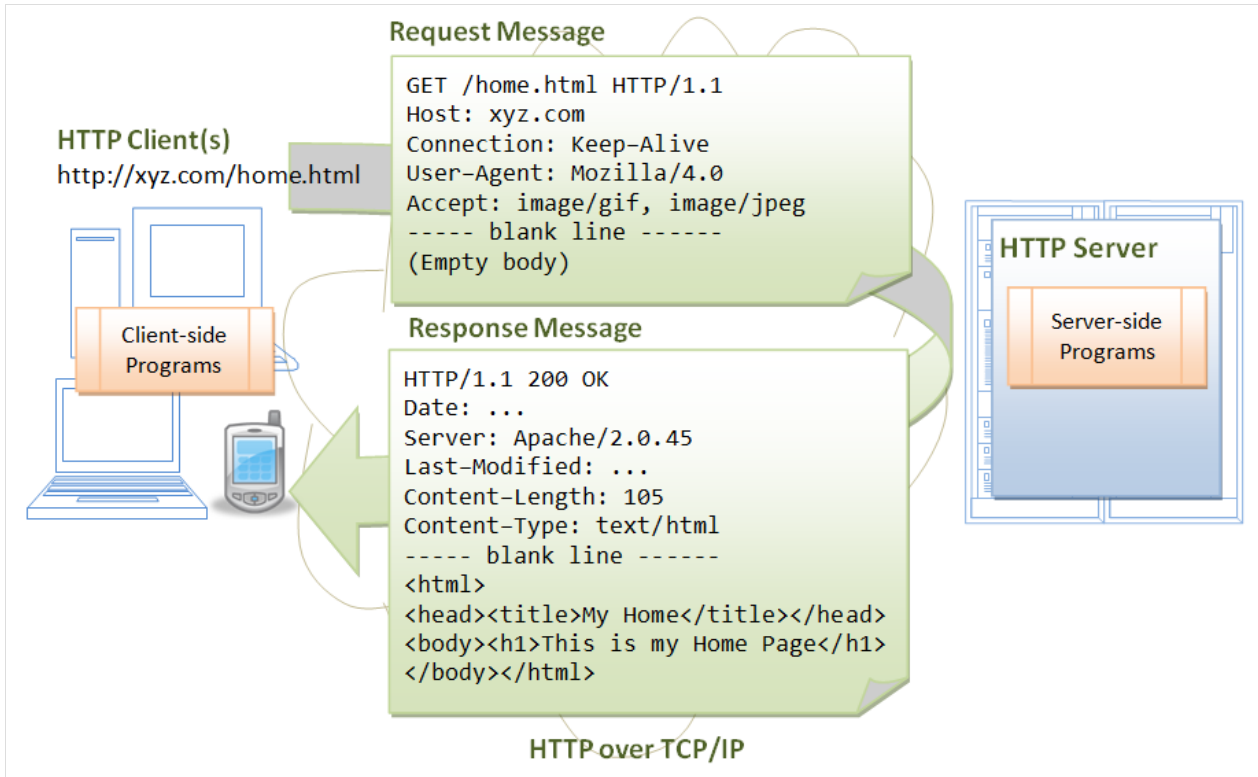 Request Message
GET /home.html HTTP/1.1
Host: xyz.com
Connection: Keep-Alive
User-Agent: Mozilla/4.0
Accept: image/gif, image/jpeg
----- blank line ------
(Empty body)
HTTP Client(s)
http://xyz.com/home.html
Client-side
Programs
HTTP Server
Server-side
Programs
Response Message
HTTP/1.1 200 OK
Date: ...
Server: Apache/2.0.45
Last-Modified: ...
Content-Length: 105
Content-Type: text/html
----- blank line ------
<html>
<head><title>My Home</title></head>
<body><h1>This is my Home Page</h1>
</body></html>
HTTP over TCP/IP